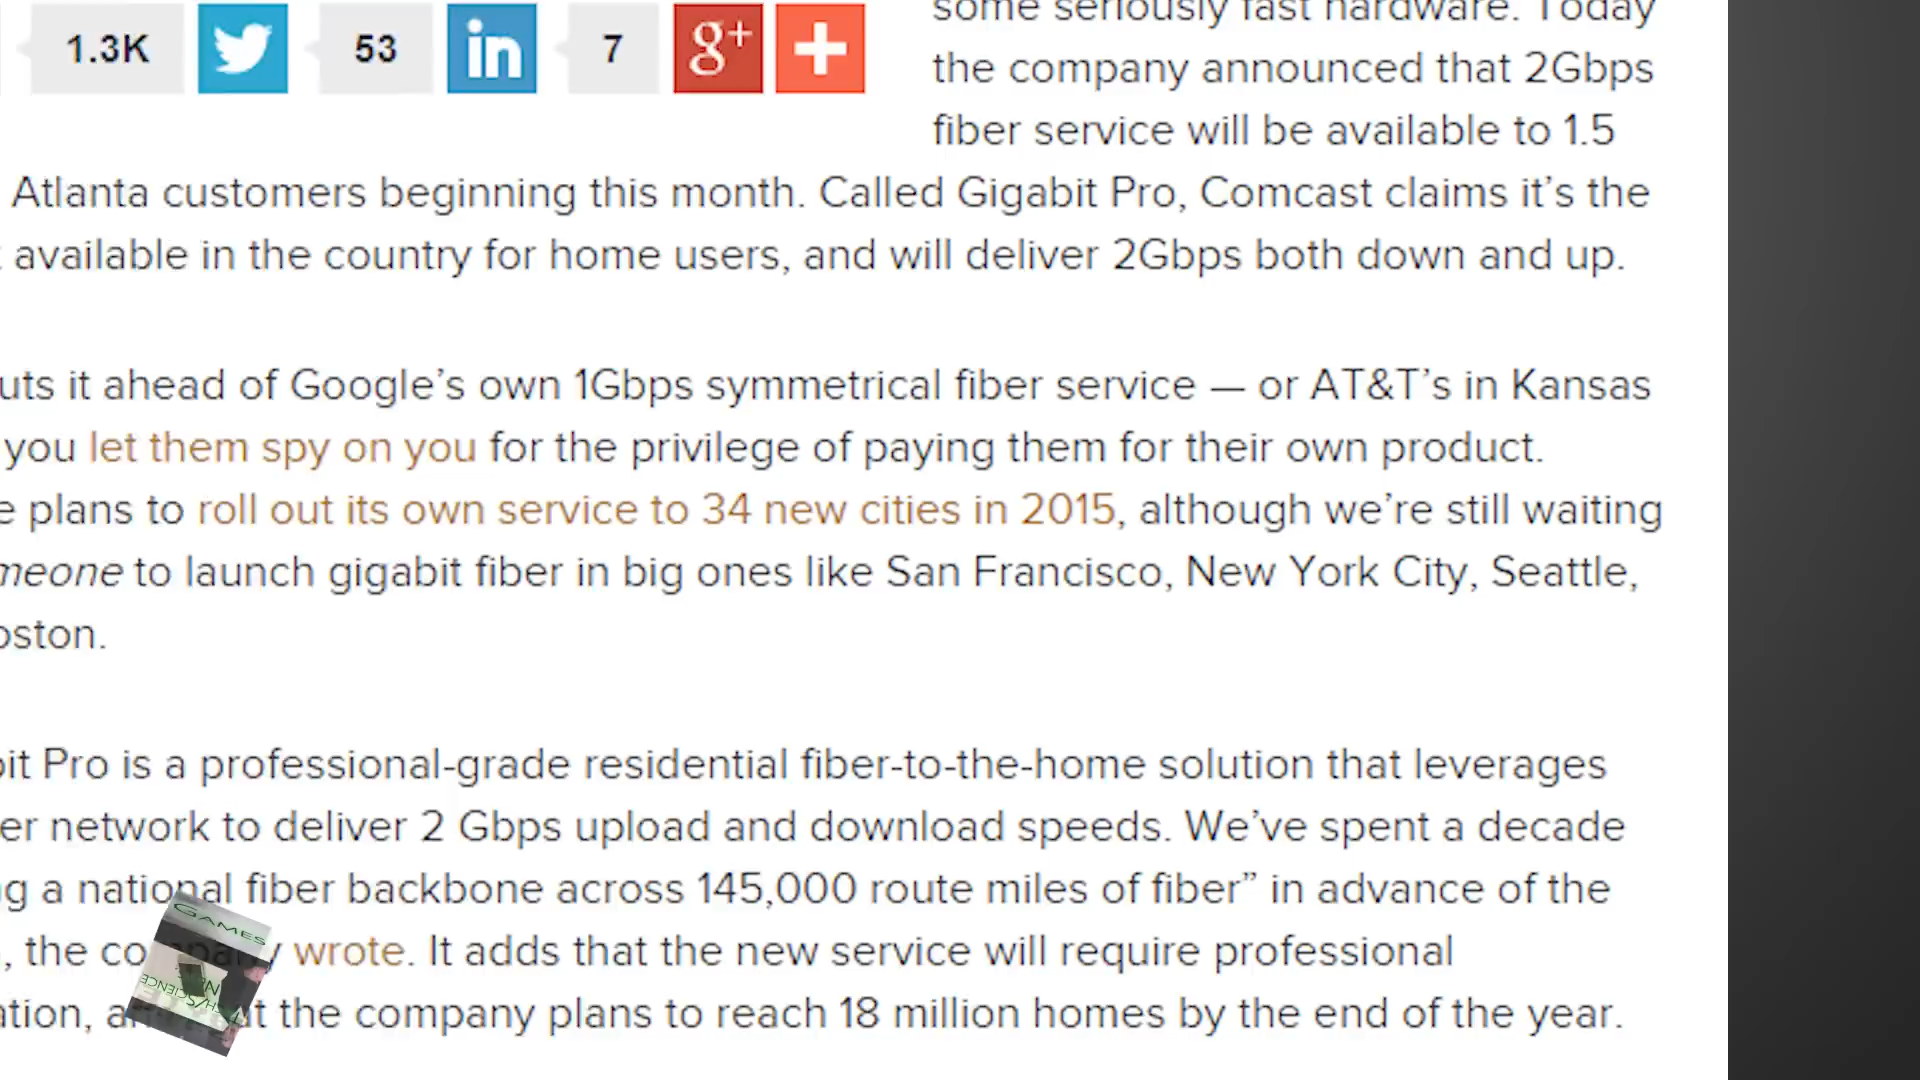 1.3K 53 in 7 g+ +
some seriously fast hardware. Today
the company announced that 2Gbps
fiber service will be available to 1.5
Atlanta customers beginning this month. Called Gigabit Pro, Comcast claims it’s the
available in the country for home users, and will deliver 2Gbps both down and up.
it ahead of Google’s own 1Gbps symmetrical fiber service — or AT&T’s in Kansas
you let them spy on you for the privilege of paying them for their own product.
plans to roll out its own service to 34 new cities in 2015, although we’re still waiting
to launch gigabit fiber in big ones like San Francisco, New York City, Seattle,
Pro is a professional-grade residential fiber-to-the-home solution that leverages
network to deliver 2 Gbps upload and download speeds. We’ve spent a decade
a national fiber backbone across 145,000 route miles of fiber” in advance of the
GAMES
, the company wrote. It adds that the new service will require professional
the company plans to reach 18 million homes by the end of the year.